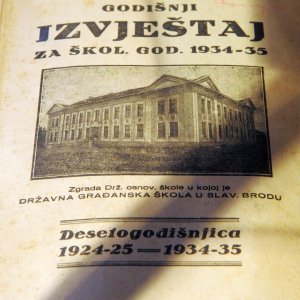 GODIŠNJI
IZVJEŠTAJ
ZA ŠKOL. GOD. 1934-35
Zgrada Drž. osnov. škole u kojoj je
DRŽAVNA GRAĐANSKA ŠKOLA U SLAV. BRODU
Desetogodišnjica
1924-25 — 1934-35